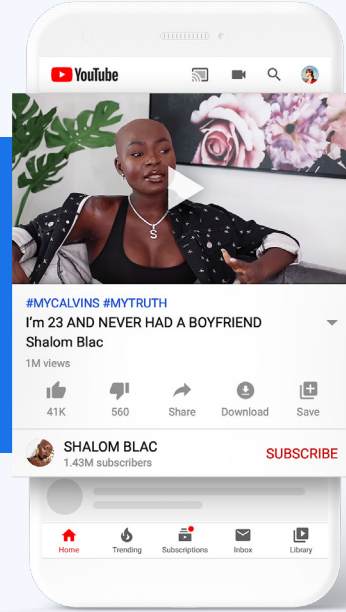 YouTube
S
#MYCALVINS #MYTRUTH
I'm 23 AND NEVER HAD A BOYFRIEND
Shalom Blac
1M views
41K 560 Share Download Save
SHALOM BLAC SUBSCRIBE
1.43M subscribers
Home Trending Subscriptions Inbox Library